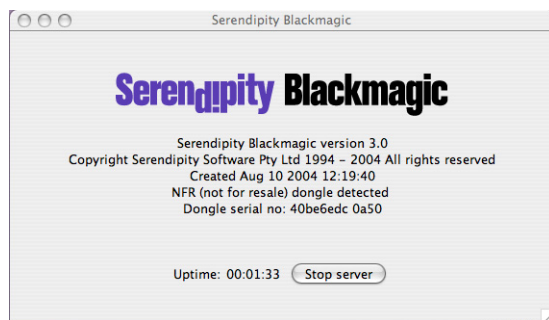 Serendipity Blackmagic
Serendipity Blackmagic
Serendipity Blackmagic version 3.0
Copyright Serendipity Software Pty Ltd 1994 – 2004 All rights reserved
Created Aug 10 2004 12:19:40
NFR (not for resale) dongle detected
Dongle serial no: 40be6edc 0a50
Uptime: 00:01:33 Stop server